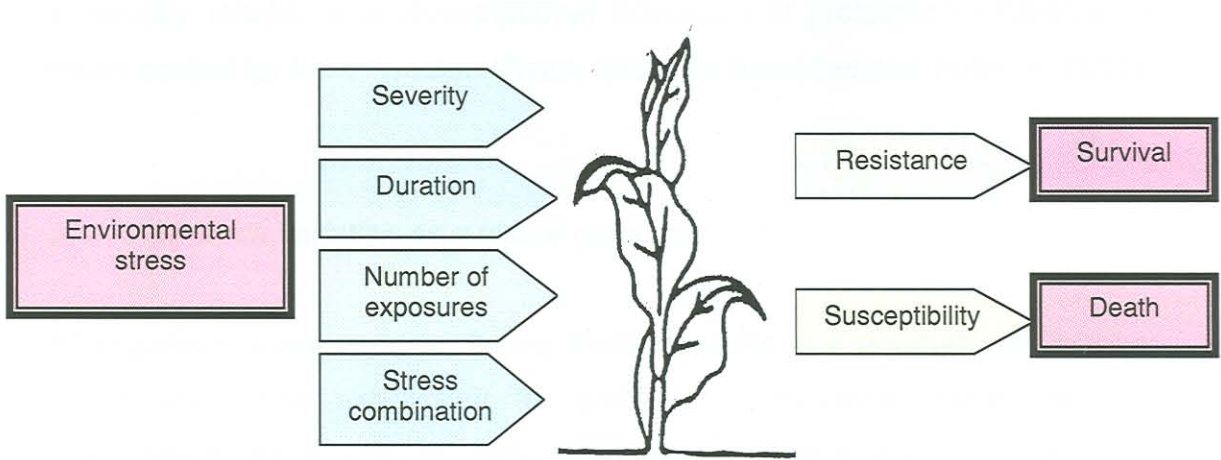 Environmental
stress
Severity
Duration
Number of
exposures
Stress
combination
Resistance
Survival
Susceptibility
Death